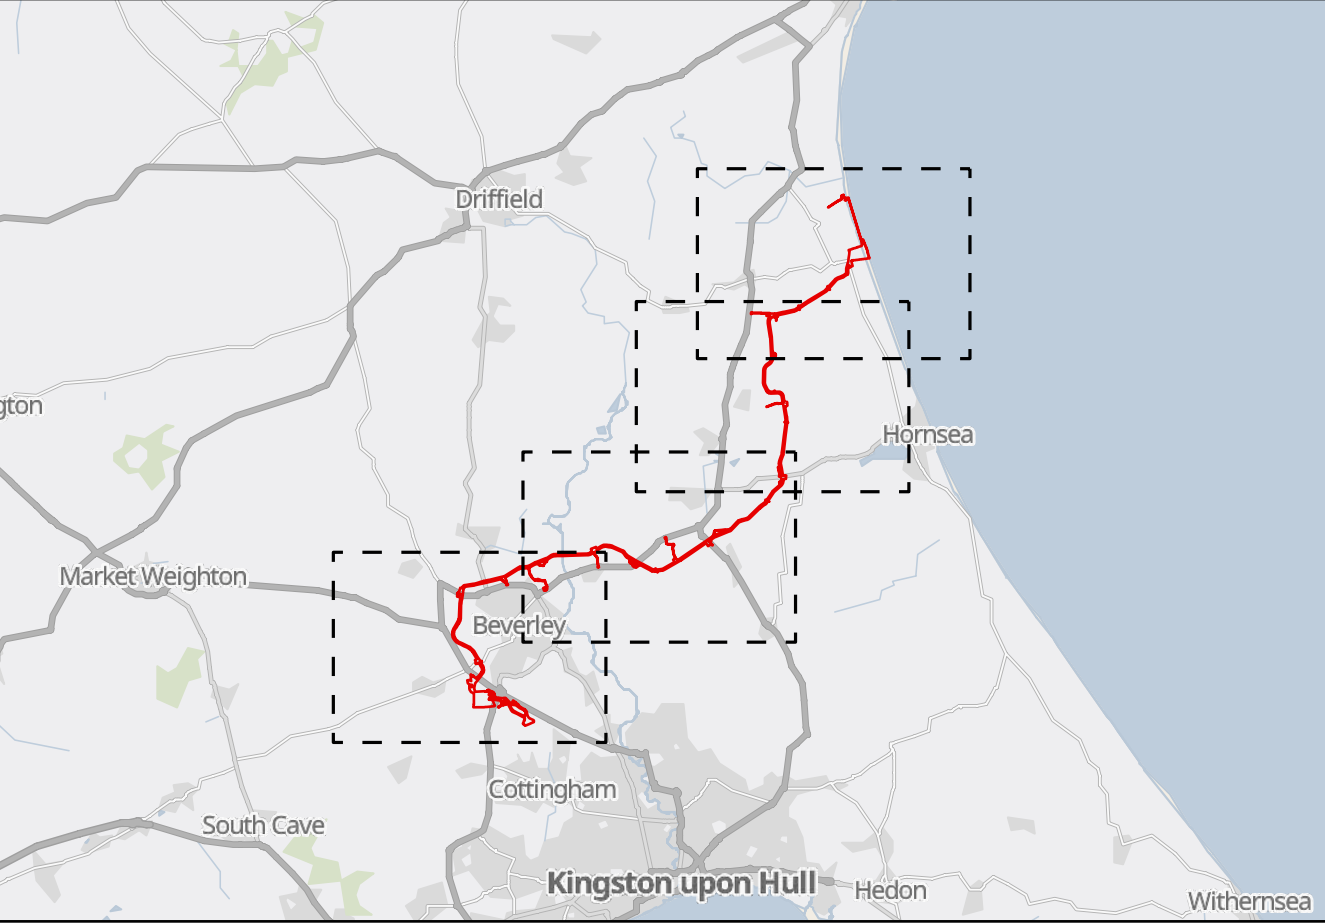 Driffield
gton
Hornsea
Market Weighton
Beverley
Cottingham
South Cave
Kingston upon Hull
Hedon
Withernsea